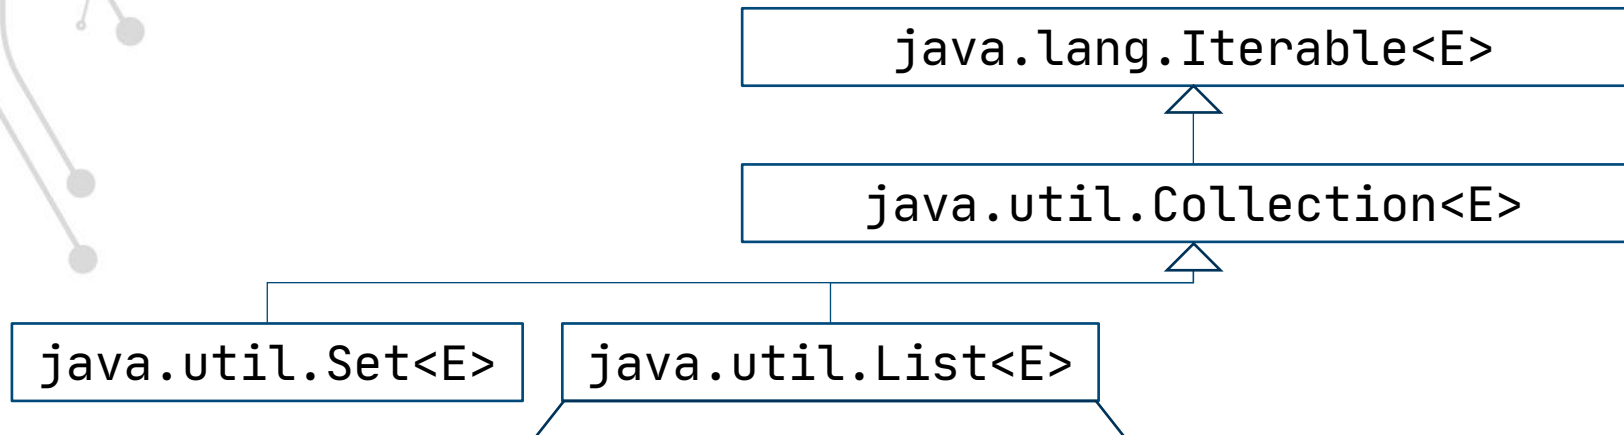 java.lang.Iterable<E>
java.util.Collection<E>
java.util.Set<E>
java.util.List<E>